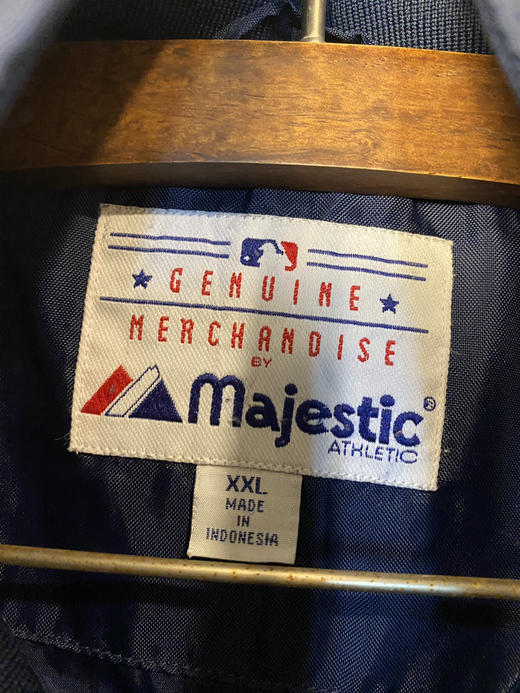 GENUINE
MERCHANDISE
BY
Majestic®
ATHLETIC
XXL
MADE
IN
INDONESIA